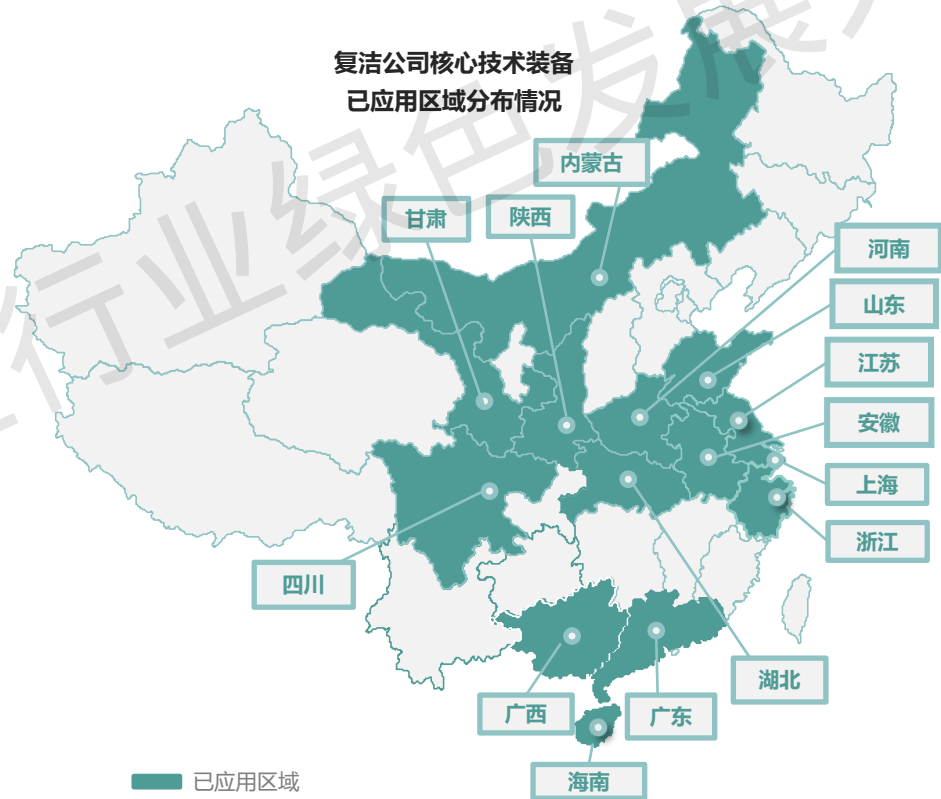 复洁公司核心技术装备
已应用区域分布情况
内蒙古
甘肃
陕西
河南
山东
江苏
安徽
上海
浙江
四川
湖北
广西
广东
海南
已应用区域
行业绿色发展